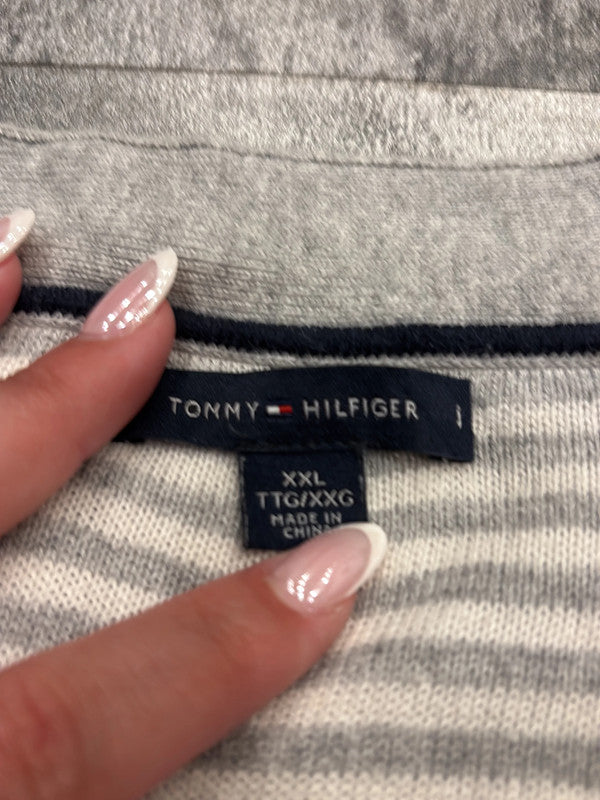 TOMMY HILFIGER
XXL
TTG/XXG
MADE IN
CHINA